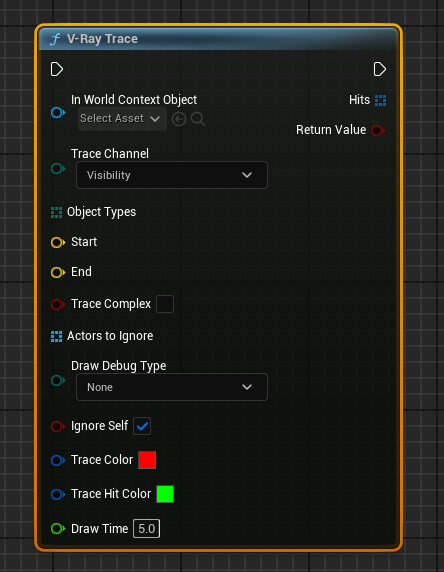 V-Ray Trace
In World Context Object
Hits
Select Asset
Return Value
Trace Channel
Visibility
Object Types
Start
End
Trace Complex
Actors to Ignore
Draw Debug Type
None
Ignore Self
Trace Color
Trace Hit Color
Draw Time 5.0